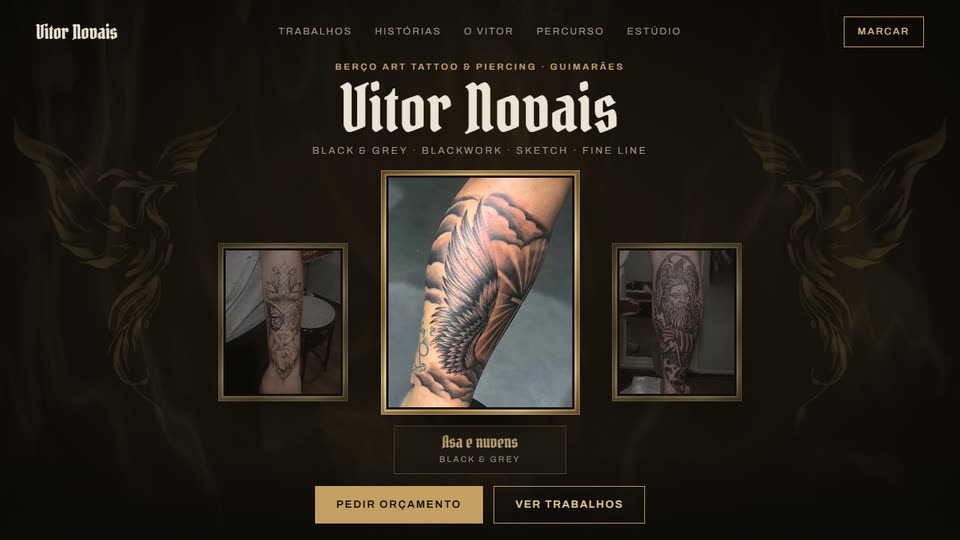 Vitor Novais
TRABALHOS
HISTÓRIAS
O VITOR
PERCURSO
ESTÚDIO
MARCAR
BERÇO ART TATTOO & PIERCING · GUIMARÃES
Vitor Novais
BLACK & GREY · BLACKWORK · SKETCH · FINE LINE
Asa e nuvens
BLACK & GREY
PEDIR ORÇAMENTO
VER TRABALHOS